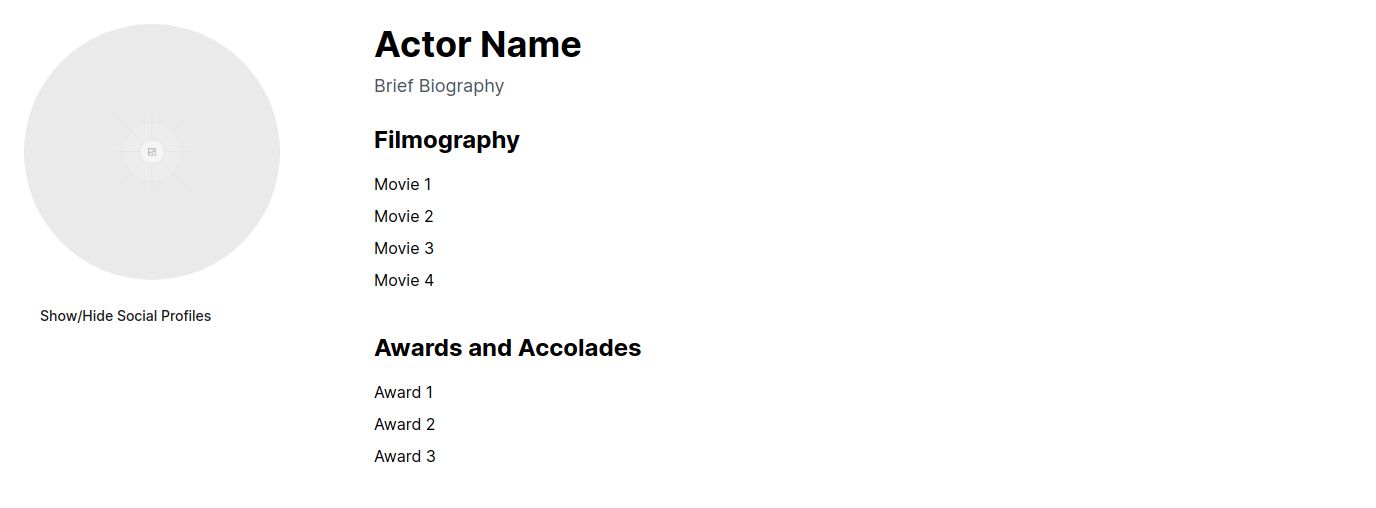 Actor Name
Brief Biography
Filmography
Movie 1
Movie 2
Movie 3
Movie 4
Show/Hide Social Profiles
Awards and Accolades
Award 1
Award 2
Award 3